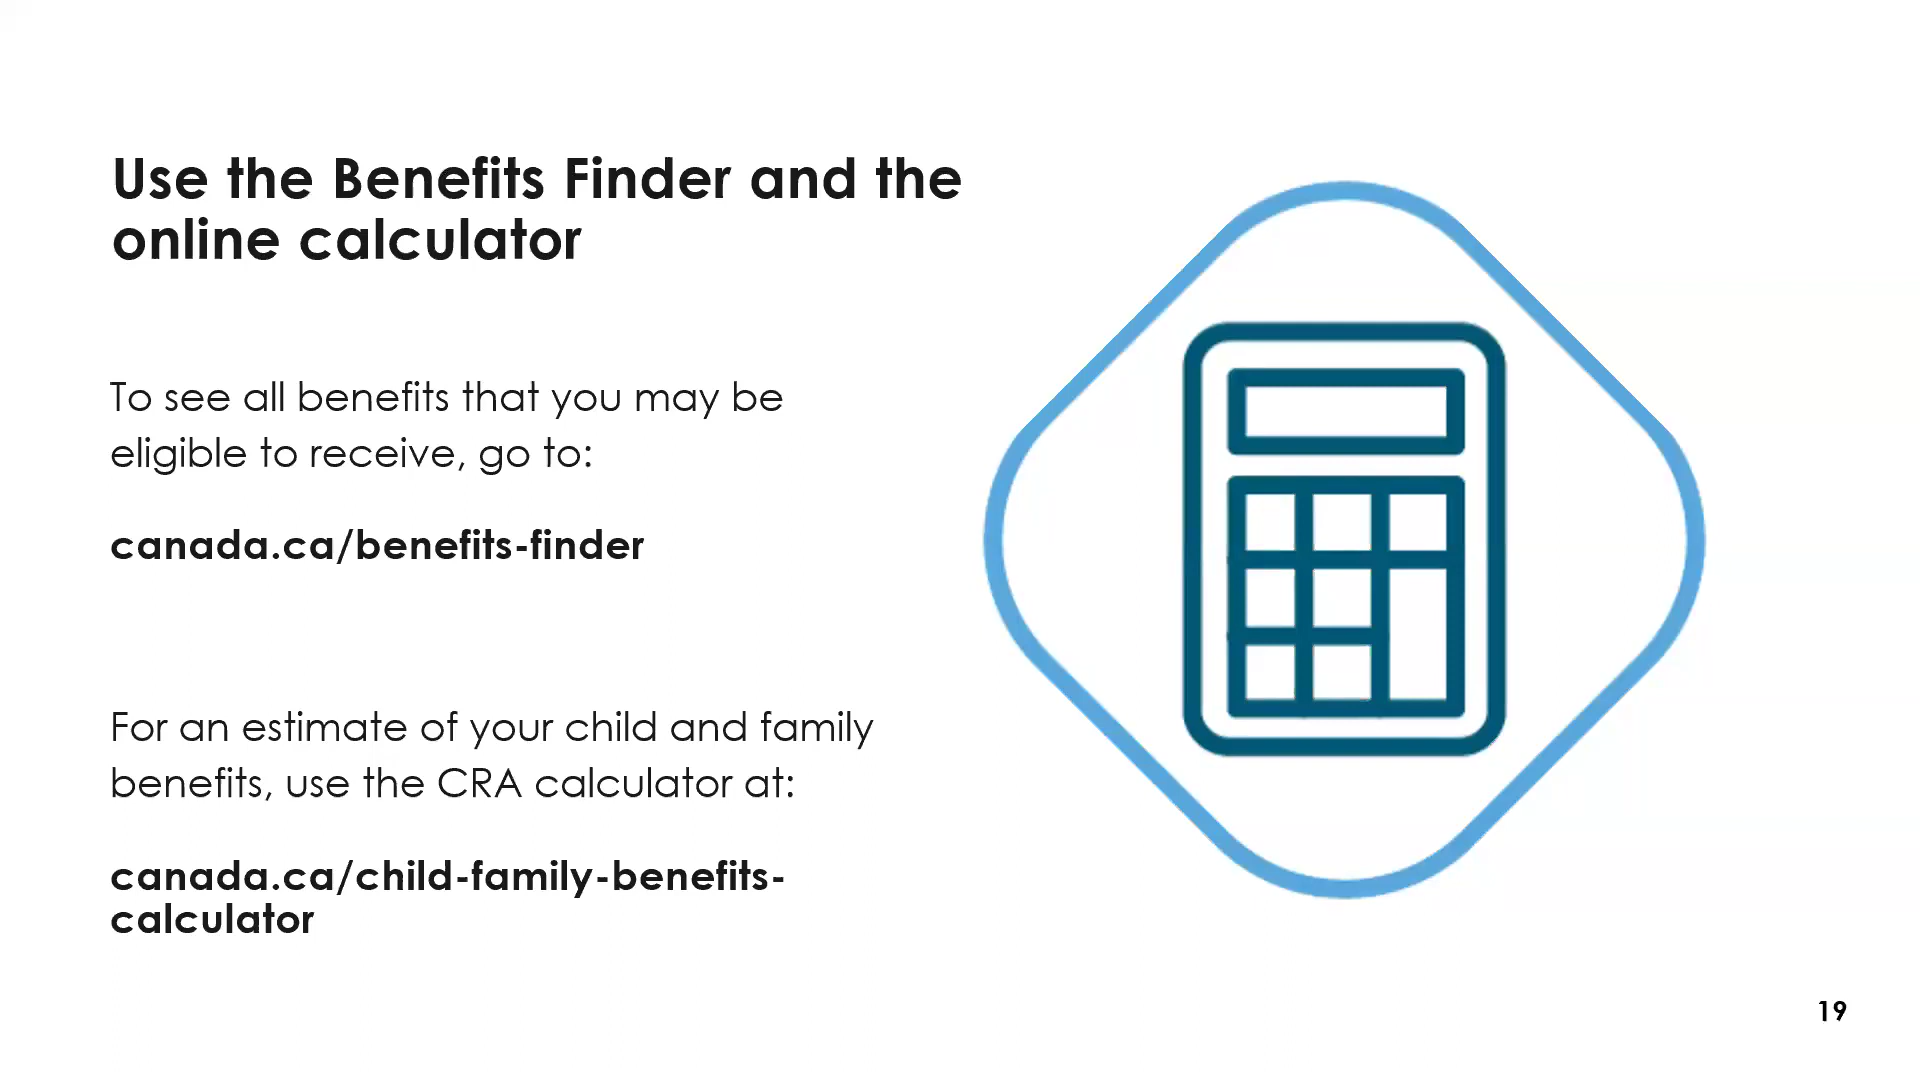 Use the Benefits Finder and the
online calculator
To see all benefits that you may be
eligible to receive, go to:
canada.ca/benefits-finder
For an estimate of your child and family
benefits, use the CRA calculator at:
canada.ca/child-family-benefits-
calculator
19